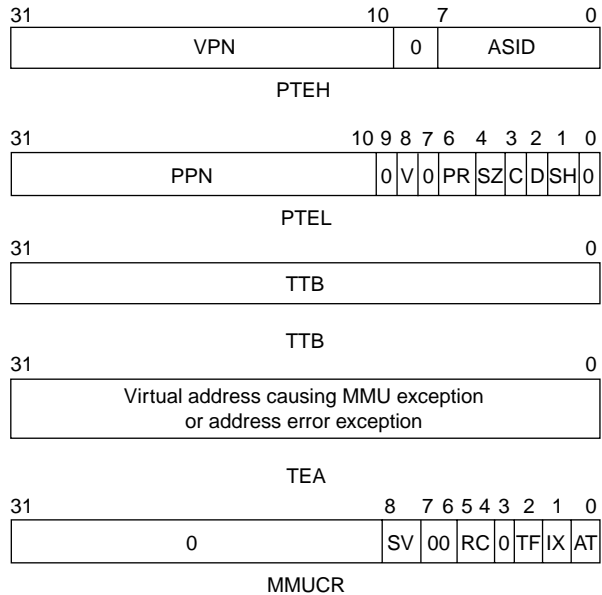 31 10 7 0
VPN 0 ASID
PTEH
31 10 9 8 7 6 4 3 2 1 0
PPN 0 V 0 PR SZ C D SH 0
PTEL
31 0
TTB
TTB
31 0
Virtual address causing MMU exception
or address error exception
TEA
31 8 7 6 5 4 3 2 1 0
0 SV 00 RC 0 TF IX AT
MMUCR